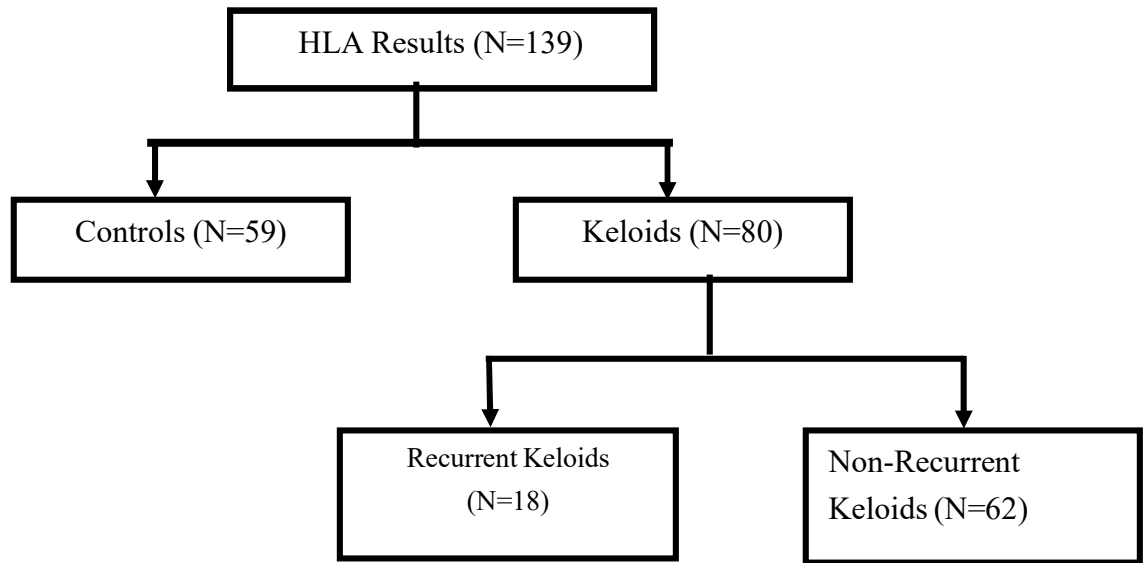 HLA Results (N=139)
Controls (N=59)
Keloids (N=80)
Recurrent Keloids
(N=18)
Non-Recurrent
Keloids (N=62)